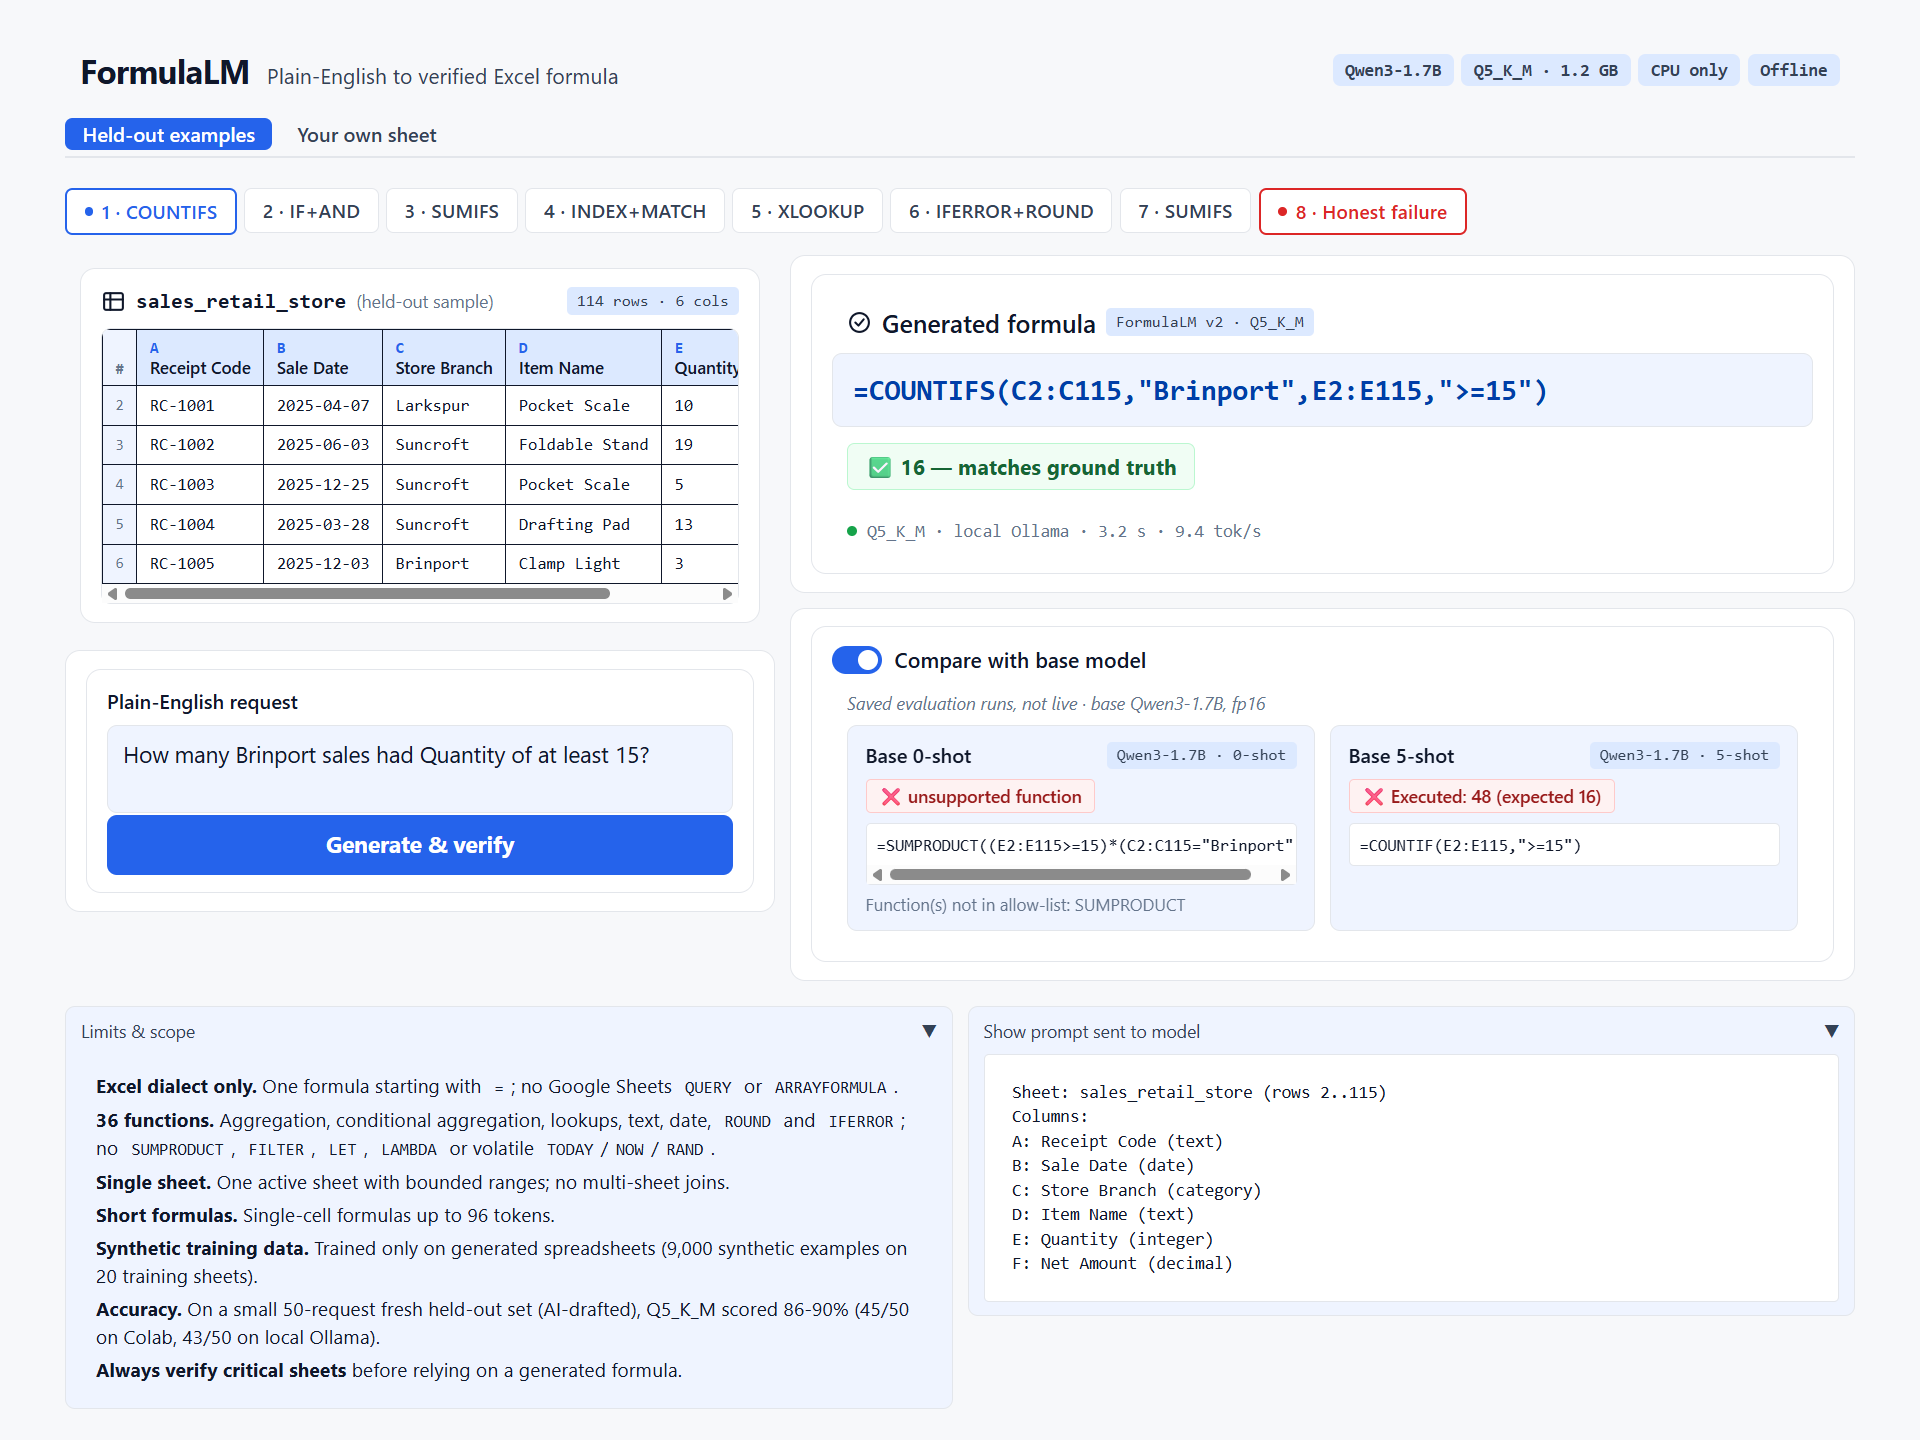 FormulaLM Plain-English to verified Excel formula
Qwen3-1.7B Q5_K_M · 1.2 GB CPU only Offline
Held-out examples Your own sheet
1 · COUNTIFS 2 · IF+AND 3 · SUMIFS 4 · INDEX+MATCH 5 · XLOOKUP 6 · IFERROR+ROUND 7 · SUMIFS 8 · Honest failure
sales_retail_store (held-out sample) 114 rows · 6 cols
A B C D E
# Receipt Code Sale Date Store Branch Item Name Quantity
2 RC-1001 2025-04-07 Larkspur Pocket Scale 10
3 RC-1002 2025-06-03 Suncroft Foldable Stand 19
4 RC-1003 2025-12-25 Suncroft Pocket Scale 5
5 RC-1004 2025-03-28 Suncroft Drafting Pad 13
6 RC-1005 2025-12-03 Brinport Clamp Light 3
Plain-English request
How many Brinport sales had Quantity of at least 15?
Generate & verify
Generated formula FormulaLM v2 · Q5_K_M
=COUNTIFS(C2:C115,"Brinport",E2:E115,">=15")
16 — matches ground truth
Q5_K_M · local Ollama · 3.2 s · 9.4 tok/s
Compare with base model
Saved evaluation runs, not live · base Qwen3-1.7B, fp16
Base 0-shot Qwen3-1.7B · 0-shot
unsupported function
=SUMPRODUCT((E2:E115>=15)*(C2:C115="Brinport"
Function(s) not in allow-list: SUMPRODUCT
Base 5-shot Qwen3-1.7B · 5-shot
Executed: 48 (expected 16)
=COUNTIF(E2:E115,">=15")
Limits & scope
Excel dialect only. One formula starting with = ; no Google Sheets QUERY or ARRAYFORMULA .
36 functions. Aggregation, conditional aggregation, lookups, text, date, ROUND and IFERROR ;
no SUMPRODUCT , FILTER , LET , LAMBDA or volatile TODAY / NOW / RAND .
Single sheet. One active sheet with bounded ranges; no multi-sheet joins.
Short formulas. Single-cell formulas up to 96 tokens.
Synthetic training data. Trained only on generated spreadsheets (9,000 synthetic examples on
20 training sheets).
Accuracy. On a small 50-request fresh held-out set (AI-drafted), Q5_K_M scored 86-90% (45/50
on Colab, 43/50 on local Ollama).
Always verify critical sheets before relying on a generated formula.
Show prompt sent to model
Sheet: sales_retail_store (rows 2..115)
Columns:
A: Receipt Code (text)
B: Sale Date (date)
C: Store Branch (category)
D: Item Name (text)
E: Quantity (integer)
F: Net Amount (decimal)